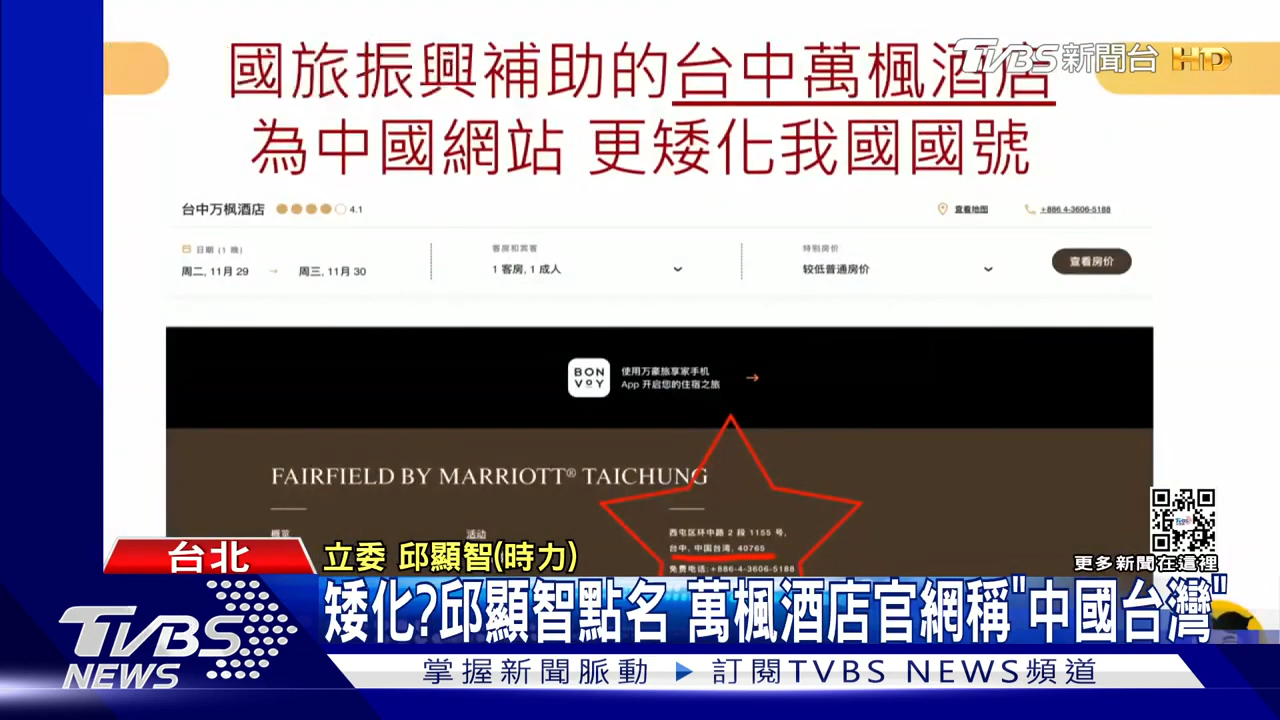 國旅振興補助的台中萬楓酒店
TVBS新聞台 HD
為中國網站 更矮化我國國號
台中万枫酒店 4.1
查看地图 +886 4-3606-5188
日期 (1 晚)
客房和宾客
特别房价
周二, 11月 29 → 周三, 11月 30
1 客房, 1 成人
较低普通房价
查看房价
BON
VOY
使用万豪旅享家手机
App 开启您的住宿之旅 →
FAIRFIELD BY MARRIOTT® TAICHUNG
概览
活动
西屯区环中路 2 段 1155 号,
台中, 中国台湾, 40765
免费电话:+886-4-3606-5188
更多新聞在這裡
台北
立委 邱顯智(時力)
矮化?邱顯智點名 萬楓酒店官網稱"中國台灣"
TVBS
NEWS
掌握新聞脈動 ▶ 訂閱TVBS NEWS頻道